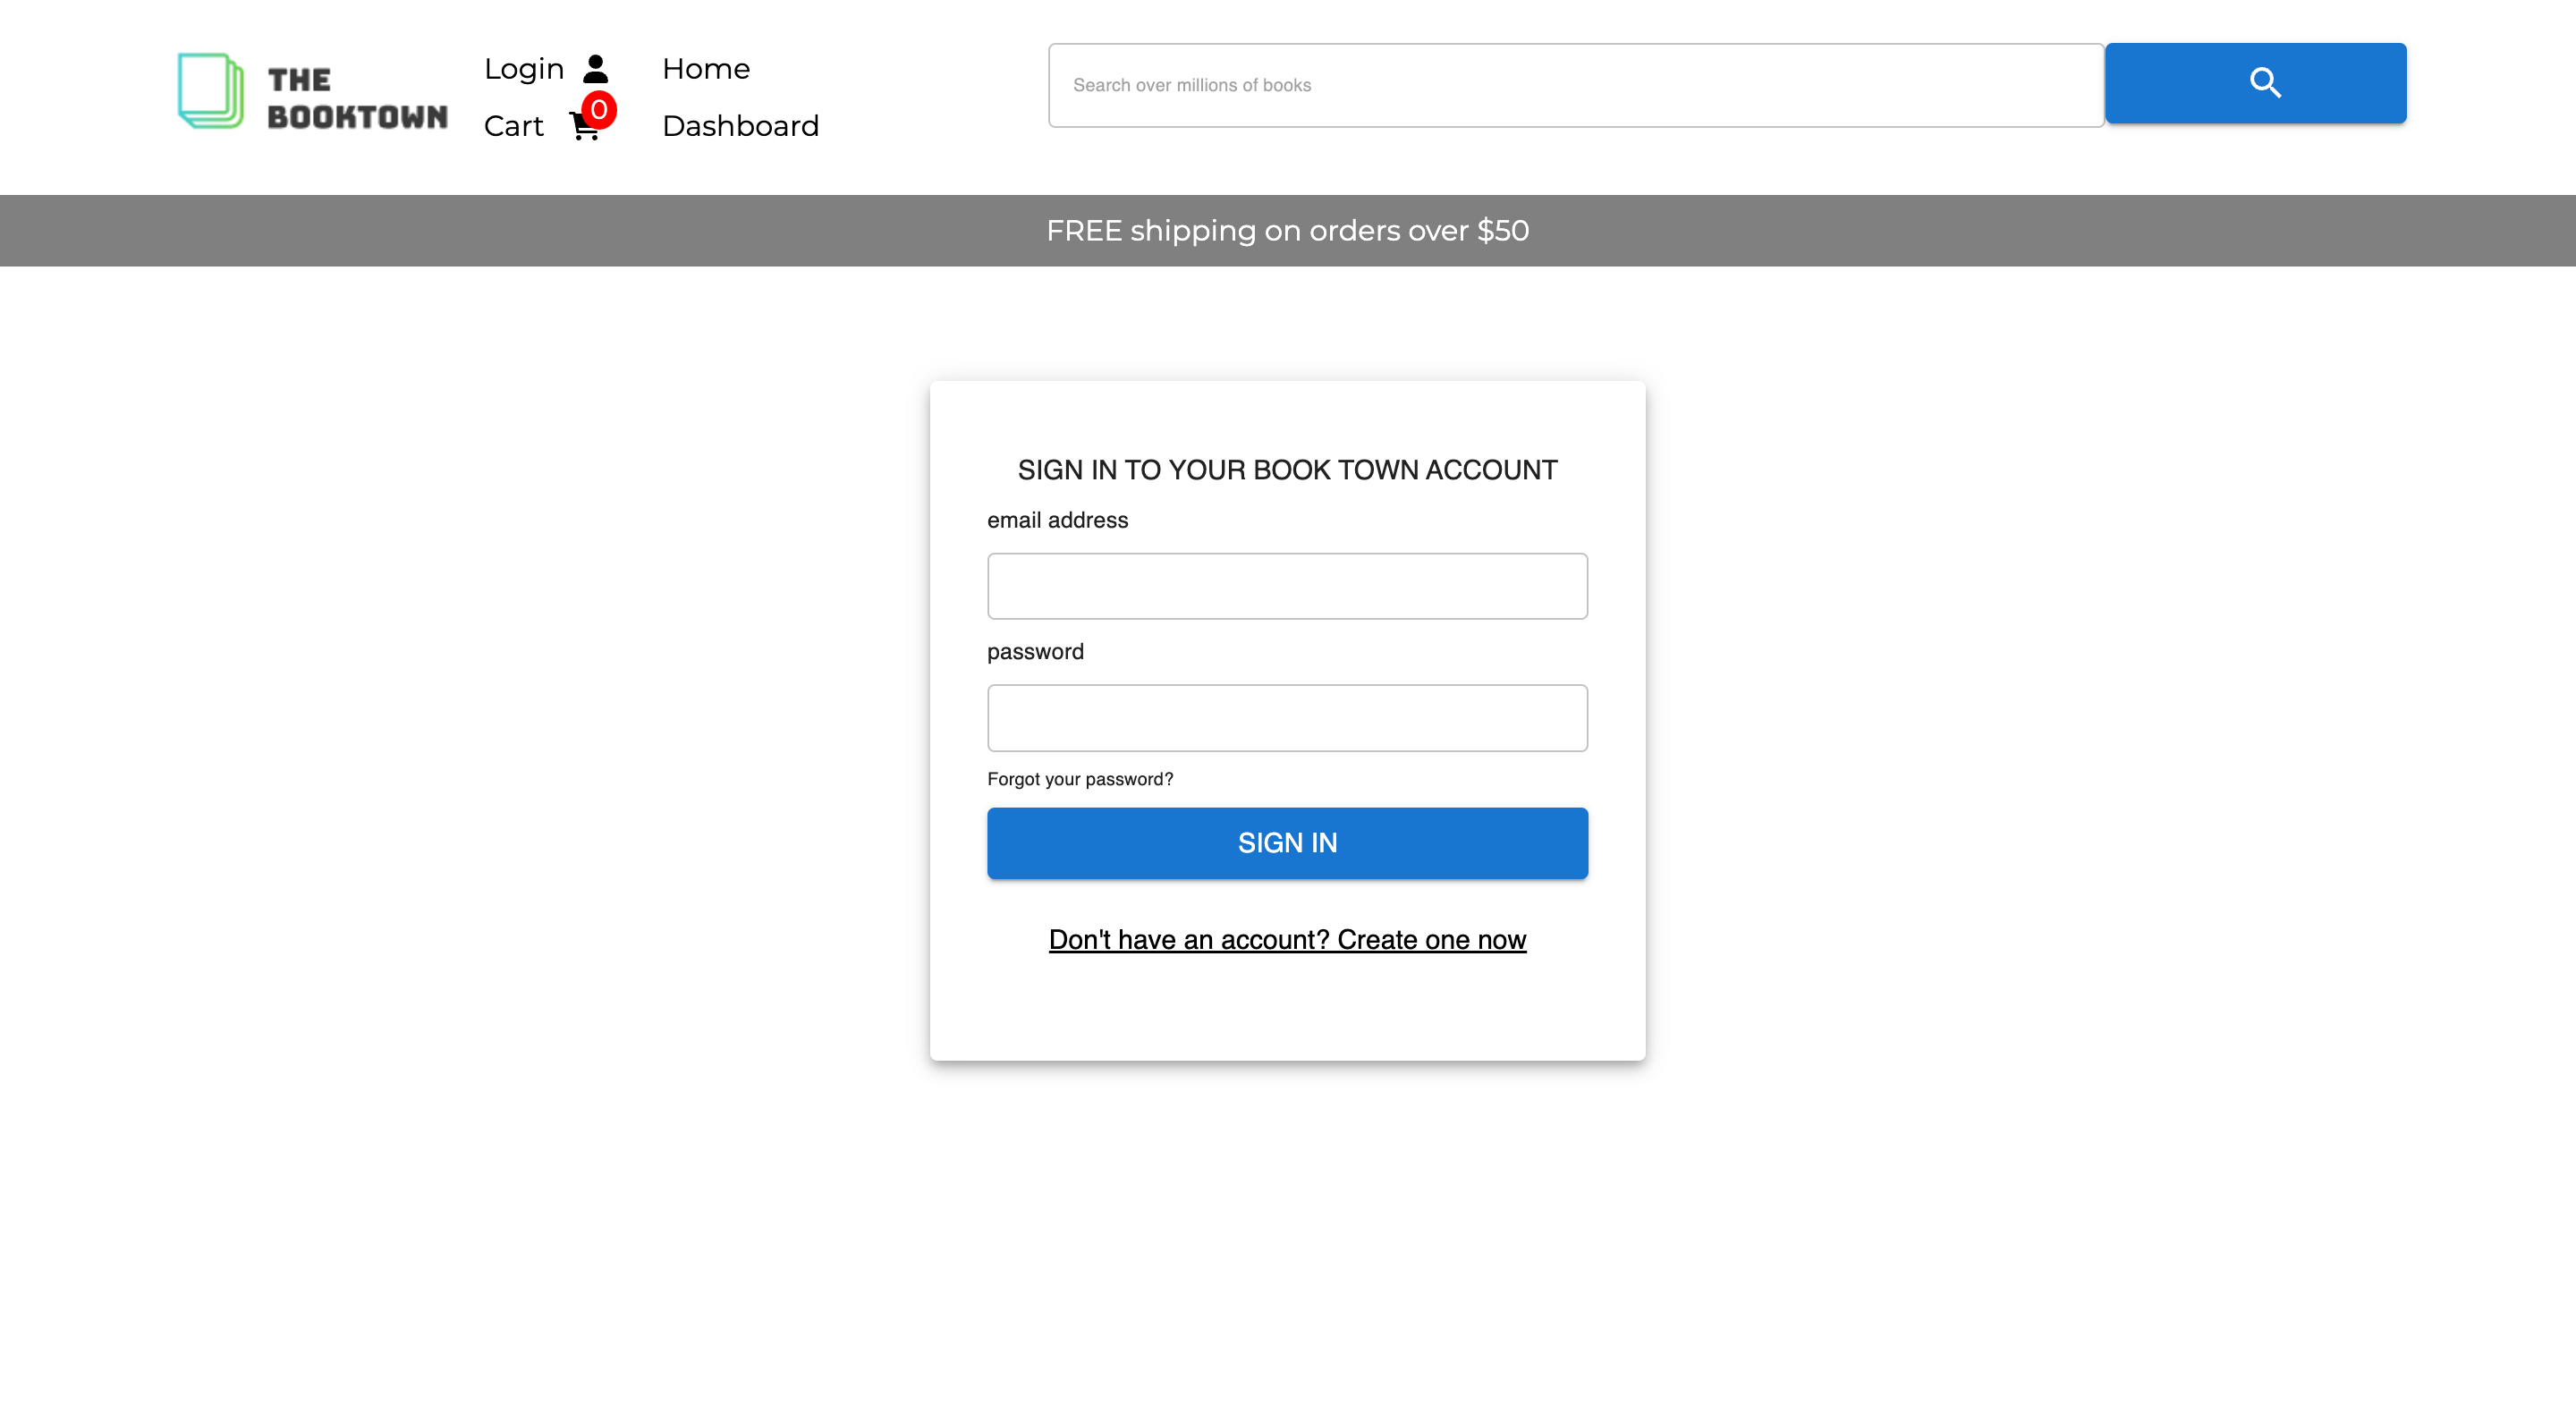 THE
BOOKTOWN
Login
Cart 0
Home
Dashboard
Search over millions of books
FREE shipping on orders over $50
SIGN IN TO YOUR BOOK TOWN ACCOUNT
email address
password
Forgot your password?
SIGN IN
Don't have an account? Create one now